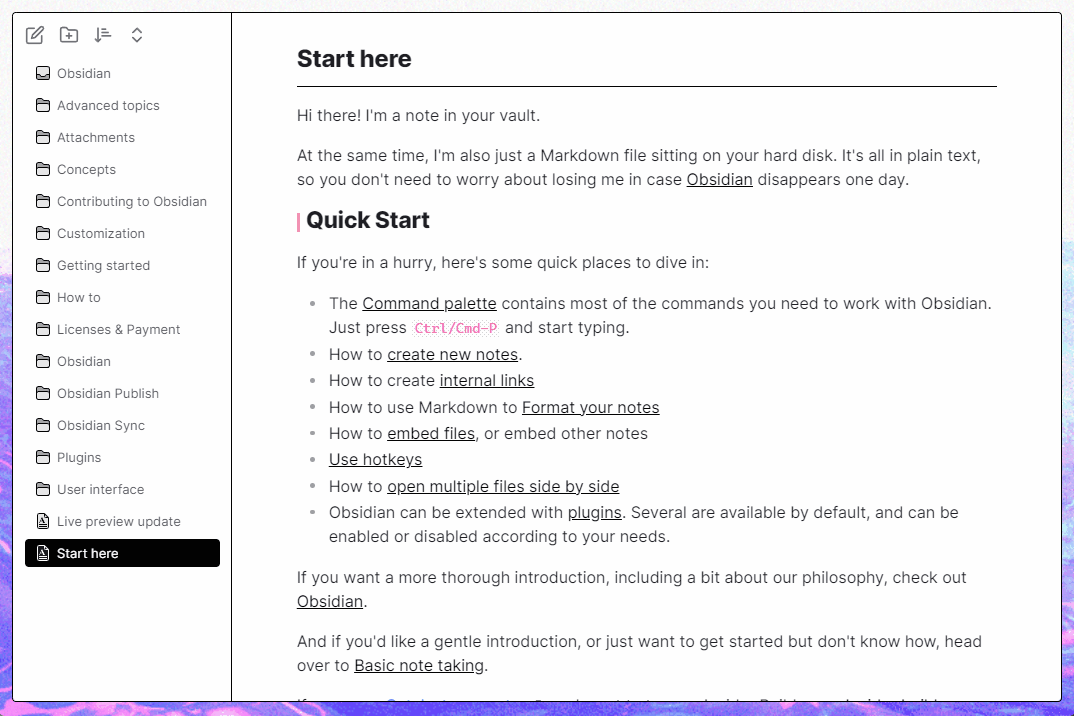 Obsidian
Advanced topics
Attachments
Concepts
Contributing to Obsidian
Customization
Getting started
How to
Licenses & Payment
Obsidian
Obsidian Publish
Obsidian Sync
Plugins
User interface
Live preview update
Start here
Start here
Hi there! I'm a note in your vault.
At the same time, I'm also just a Markdown file sitting on your hard disk. It's all in plain text,
so you don't need to worry about losing me in case Obsidian disappears one day.
Quick Start
If you're in a hurry, here's some quick places to dive in:
The Command palette contains most of the commands you need to work with Obsidian.
Just press Ctrl/Cmd-P and start typing.
How to create new notes.
How to create internal links
How to use Markdown to Format your notes
How to embed files, or embed other notes
Use hotkeys
How to open multiple files side by side
Obsidian can be extended with plugins. Several are available by default, and can be
enabled or disabled according to your needs.
If you want a more thorough introduction, including a bit about our philosophy, check out
Obsidian.
And if you'd like a gentle introduction, or just want to get started but don't know how, head
over to Basic note taking.